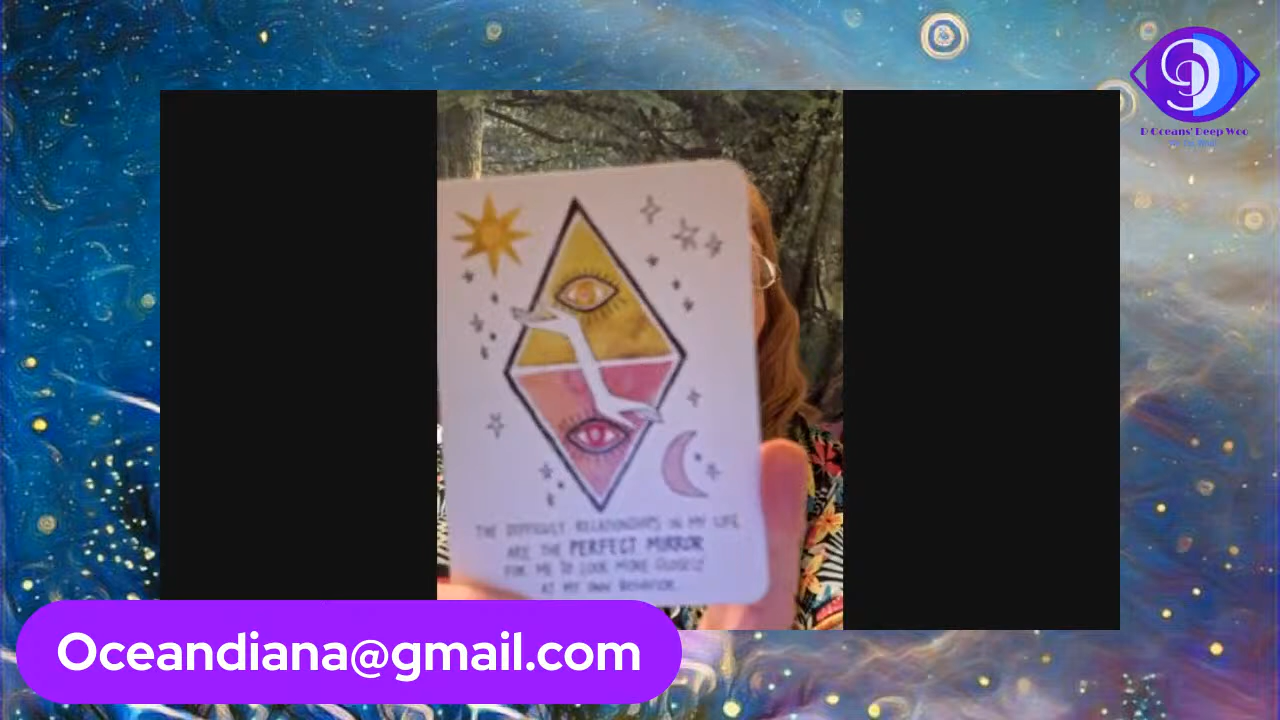 D Oceans' Deep Woo
THE DIFFICULT RELATIONSHIPS IN MY LIFE
ARE THE PERFECT MIRROR
FOR ME TO LOOK MORE CLOSELY
AT MY OWN BEHAVIOR.
Oceandiana@gmail.com